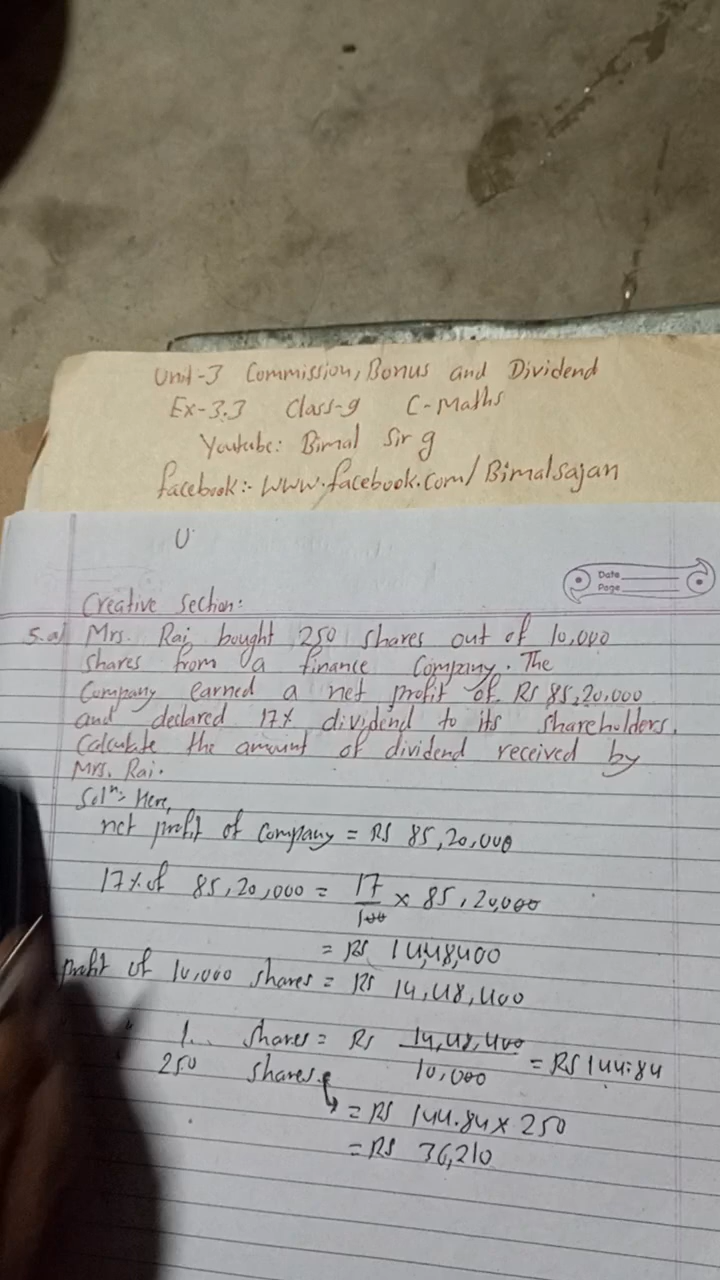 Unit-3 Commission, Bonus and Dividend
Ex-3.3 Class-9 C-Maths
Youtube: Bimal Sir g
facebook:- www.facebook.com/Bimalsajan
Date
Page
Creative section:
5.a) Mrs. Rai bought 250 shares out of 10,000
shares from a finance Company. The
Company earned a net profit of Rs 85,20,000
and declared 17% dividend to its shareholders.
Calculate the amount of dividend received by
Mrs. Rai.
Solⁿ: Here,
net profit of Company = Rs 85,20,000
17% of 85,20,000 = 17/100 × 85,20,000
= Rs 14,48,400
profit of 10,000 shares = Rs 14,48,400
" 1 shares = Rs 14,48,400/10,000 = Rs 144.84
250 shares
= Rs 144.84 × 250
= Rs 36,210